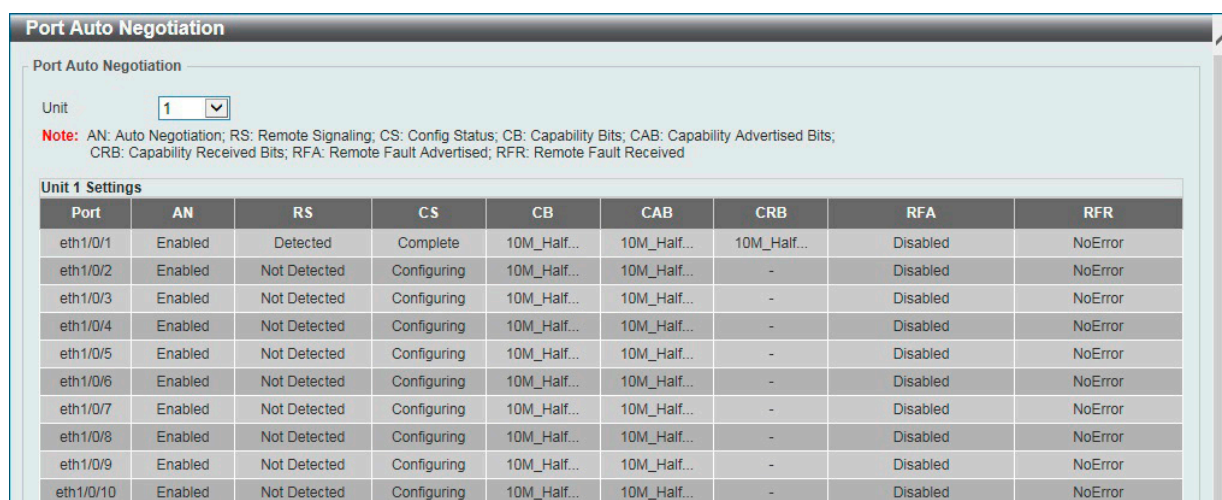 Port Auto Negotiation
Port Auto Negotiation
Unit 1
Note: AN: Auto Negotiation; RS: Remote Signaling; CS: Config Status; CB: Capability Bits; CAB: Capability Advertised Bits;
CRB: Capability Received Bits; RFA: Remote Fault Advertised; RFR: Remote Fault Received
Unit 1 Settings
Port AN RS CS CB CAB CRB RFA RFR
eth1/0/1 Enabled Detected Complete 10M_Half... 10M_Half... 10M_Half... Disabled NoError
eth1/0/2 Enabled Not Detected Configuring 10M_Half... 10M_Half... - Disabled NoError
eth1/0/3 Enabled Not Detected Configuring 10M_Half... 10M_Half... - Disabled NoError
eth1/0/4 Enabled Not Detected Configuring 10M_Half... 10M_Half... - Disabled NoError
eth1/0/5 Enabled Not Detected Configuring 10M_Half... 10M_Half... - Disabled NoError
eth1/0/6 Enabled Not Detected Configuring 10M_Half... 10M_Half... - Disabled NoError
eth1/0/7 Enabled Not Detected Configuring 10M_Half... 10M_Half... - Disabled NoError
eth1/0/8 Enabled Not Detected Configuring 10M_Half... 10M_Half... - Disabled NoError
eth1/0/9 Enabled Not Detected Configuring 10M_Half... 10M_Half... - Disabled NoError
eth1/0/10 Enabled Not Detected Configuring 10M_Half... 10M_Half... - Disabled NoError